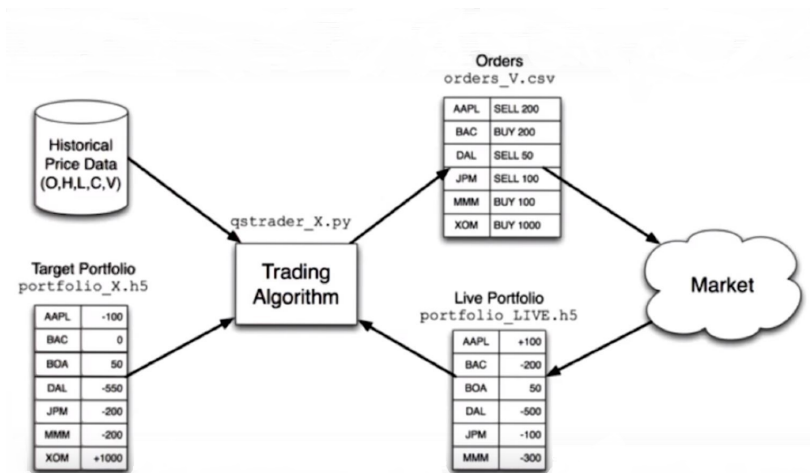 Orders
orders_V.csv
AAPL SELL 200
BAC BUY 200
DAL SELL 50
JPM SELL 100
MMM BUY 100
XOM BUY 1000
Historical
Price Data
(O,H,L,C,V)
qstrader_X.py
Trading
Algorithm
Market
Target Portfolio
portfolio_X.h5
AAPL -100
BAC 0
BOA 50
DAL -550
JPM -200
MMM -200
XOM +1000
Live Portfolio
portfolio_LIVE.h5
AAPL +100
BAC -200
BOA 50
DAL -500
JPM -100
MMM -300